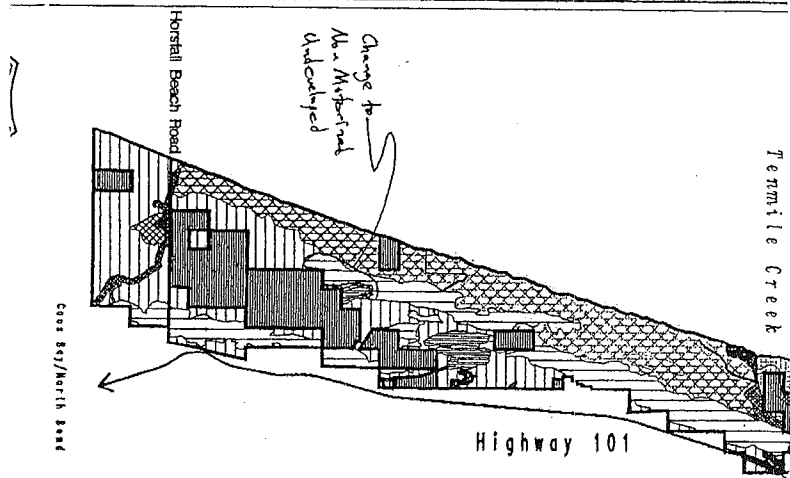 Horsfall Beach Road
Change to
Non Motorized
Undeveloped
Tenmile Creek
Coos Bay/North Bend
Highway 101